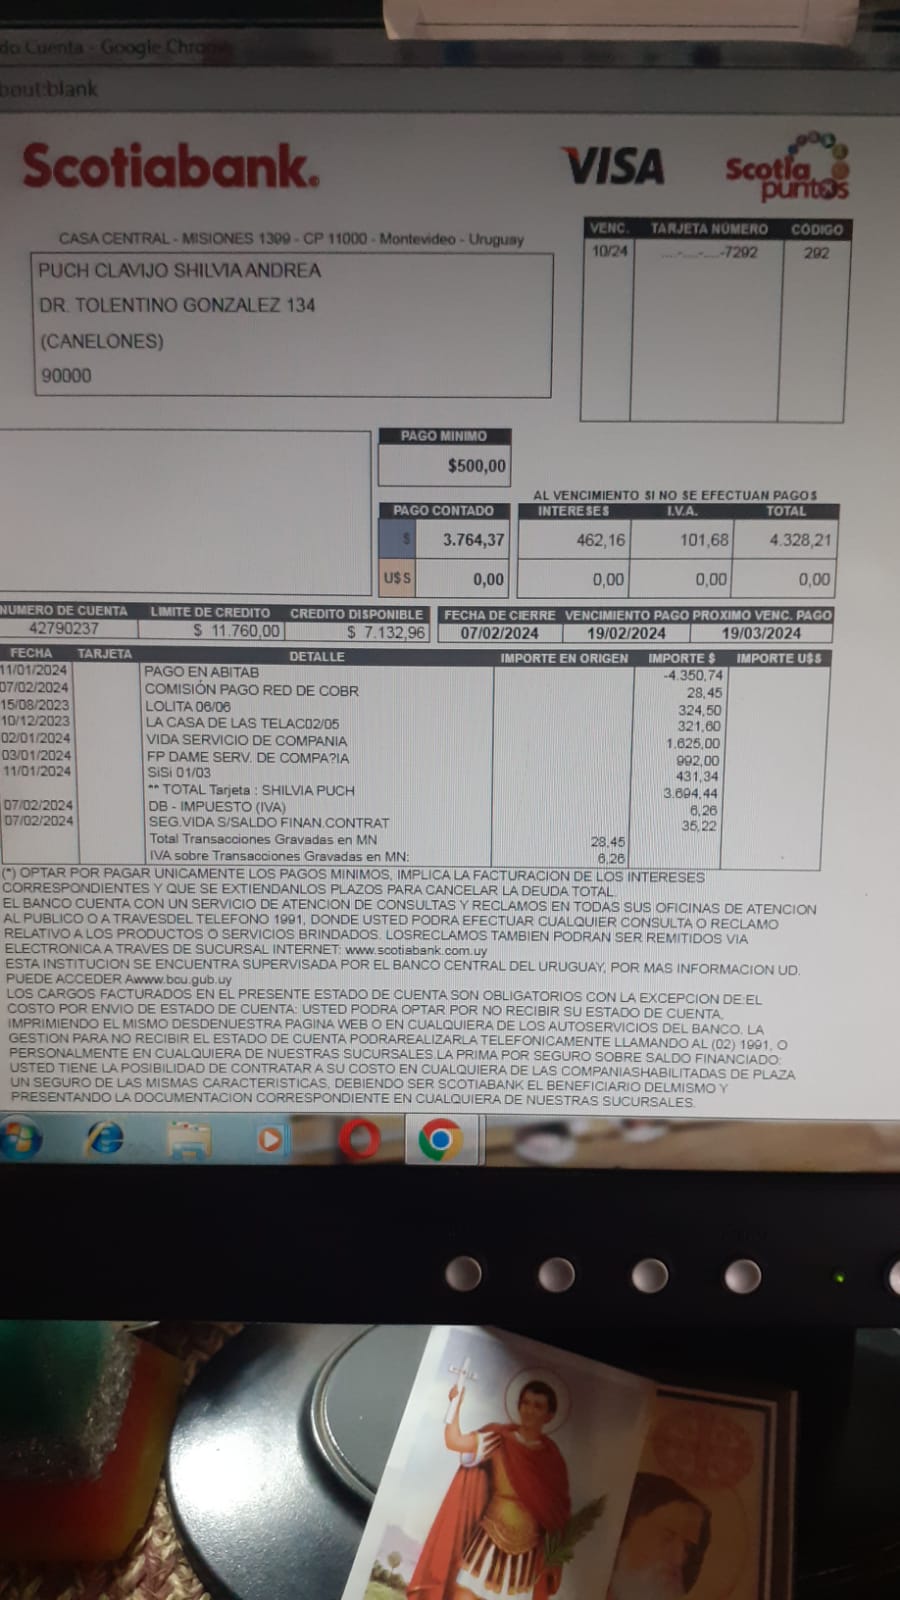 do Cuenta - Google Chro
bout:blank
Scotiabank.
VISA
Scotia
puntos
CASA CENTRAL - MISIONES 1399 - CP 11000 - Montevideo - Uruguay
VENC. TARJETA NÚMERO CÓDIGO
10/24 ....-....-....-7292 292
PUCH CLAVIJO SHILVIA ANDREA
DR. TOLENTINO GONZALEZ 134
(CANELONES)
90000
PAGO MINIMO
$500,00
AL VENCIMIENTO SI NO SE EFECTUAN PAGOS
PAGO CONTADO INTERESES I.V.A. TOTAL
$ 3.764,37 462,16 101,68 4.328,21
U$S 0,00 0,00 0,00 0,00
NUMERO DE CUENTA LIMITE DE CREDITO CREDITO DISPONIBLE FECHA DE CIERRE VENCIMIENTO PAGO PROXIMO VENC. PAGO
42790237 $ 11.760,00 $ 7.132,96 07/02/2024 19/02/2024 19/03/2024
FECHA TARJETA DETALLE IMPORTE EN ORIGEN IMPORTE $ IMPORTE U$S
11/01/2024 PAGO EN ABITAB -4.350,74
07/02/2024 COMISIÓN PAGO RED DE COBR 28,45
15/08/2023 LOLITA 06/06 324,50
10/12/2023 LA CASA DE LAS TELAC02/05 321,60
02/01/2024 VIDA SERVICIO DE COMPANIA 1.625,00
03/01/2024 FP DAME SERV. DE COMPA?IA 992,00
11/01/2024 SiSi 01/03 431,34
** TOTAL Tarjeta : SHILVIA PUCH 3.694,44
07/02/2024 DB - IMPUESTO (IVA) 6,26
07/02/2024 SEG.VIDA S/SALDO FINAN.CONTRAT 35,22
Total Transacciones Gravadas en MN 28,45
IVA sobre Transacciones Gravadas en MN: 6,26
(*) OPTAR POR PAGAR UNICAMENTE LOS PAGOS MINIMOS, IMPLICA LA FACTURACION DE LOS INTERESES
CORRESPONDIENTES Y QUE SE EXTIENDANLOS PLAZOS PARA CANCELAR LA DEUDA TOTAL.
EL BANCO CUENTA CON UN SERVICIO DE ATENCION DE CONSULTAS Y RECLAMOS EN TODAS SUS OFICINAS DE ATENCION
AL PUBLICO O A TRAVESDEL TELEFONO 1991, DONDE USTED PODRA EFECTUAR CUALQUIER CONSULTA O RECLAMO
RELATIVO A LOS PRODUCTOS O SERVICIOS BRINDADOS. LOSRECLAMOS TAMBIEN PODRAN SER REMITIDOS VIA
ELECTRONICA A TRAVES DE SUCURSAL INTERNET: www.scotiabank.com.uy
ESTA INSTITUCION SE ENCUENTRA SUPERVISADA POR EL BANCO CENTRAL DEL URUGUAY, POR MAS INFORMACION UD.
PUEDE ACCEDER Awww.bcu.gub.uy
LOS CARGOS FACTURADOS EN EL PRESENTE ESTADO DE CUENTA SON OBLIGATORIOS CON LA EXCEPCION DE:EL
COSTO POR ENVIO DE ESTADO DE CUENTA: USTED PODRA OPTAR POR NO RECIBIR SU ESTADO DE CUENTA,
IMPRIMIENDO EL MISMO DESDENUESTRA PAGINA WEB O EN CUALQUIERA DE LOS AUTOSERVICIOS DEL BANCO. LA
GESTION PARA NO RECIBIR EL ESTADO DE CUENTA PODRAREALIZARLA TELEFONICAMENTE LLAMANDO AL (02) 1991, O
PERSONALMENTE EN CUALQUIERA DE NUESTRAS SUCURSALES.LA PRIMA POR SEGURO SOBRE SALDO FINANCIADO:
USTED TIENE LA POSIBILIDAD DE CONTRATAR A SU COSTO EN CUALQUIERA DE LAS COMPANIASHABILITADAS DE PLAZA
UN SEGURO DE LAS MISMAS CARACTERISTICAS, DEBIENDO SER SCOTIABANK EL BENEFICIARIO DELMISMO Y
PRESENTANDO LA DOCUMENTACION CORRESPONDIENTE EN CUALQUIERA DE NUESTRAS SUCURSALES.